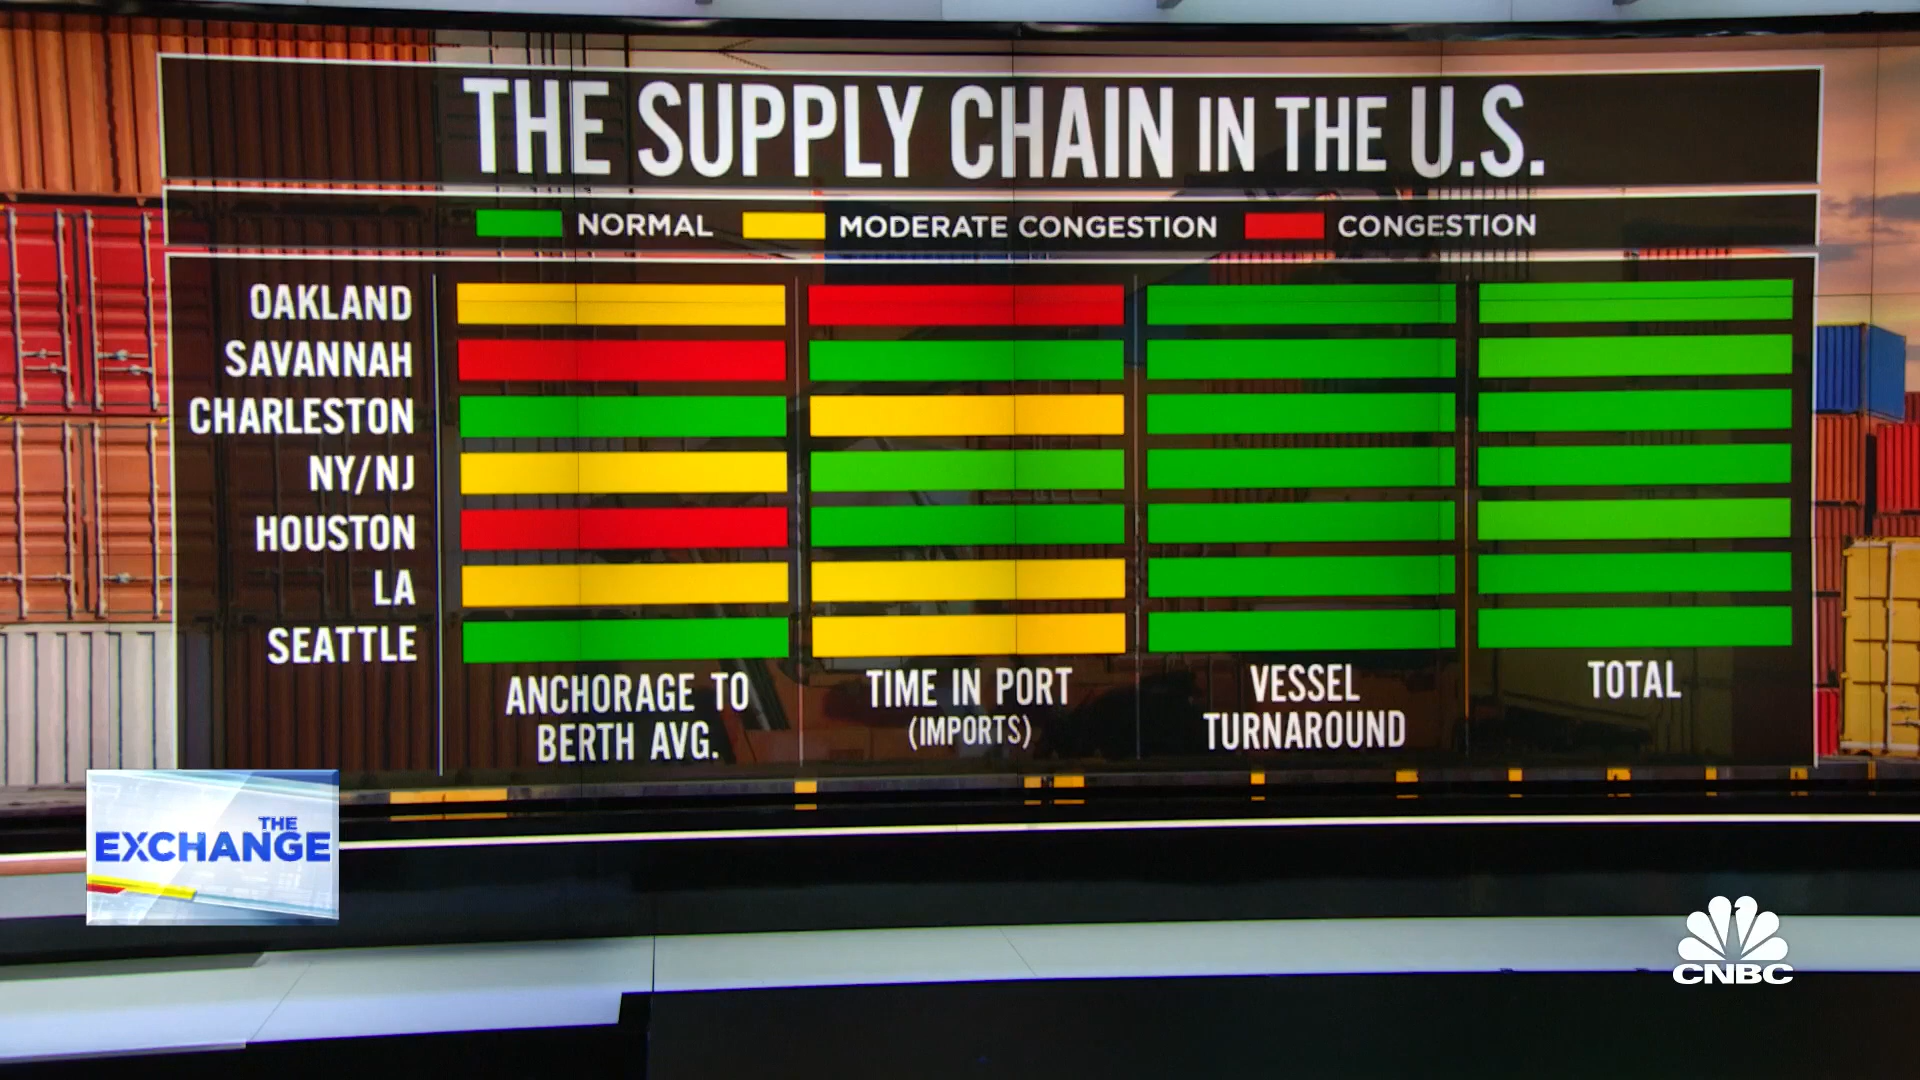 THE SUPPLY CHAIN IN THE U.S.
NORMAL MODERATE CONGESTION CONGESTION
OAKLAND
SAVANNAH
CHARLESTON
NY/NJ
HOUSTON
LA
SEATTLE
ANCHORAGE TO
BERTH AVG.
TIME IN PORT
(IMPORTS)
VESSEL
TURNAROUND
TOTAL
THE
EXCHANGE
CNBC